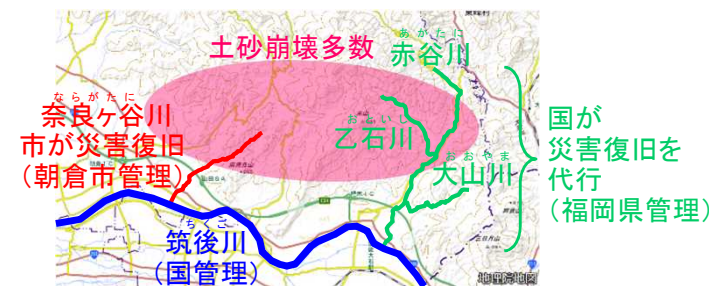 土砂崩壊多数
あかたに
赤谷川
ならがたに
奈良ヶ谷川
市が災害復旧
（朝倉市管理）
おといし
乙石川
おおやま
大山川
国が
災害復旧を
代行
（福岡県管理）
ちくご
筑後川
（国管理）
地理院地図